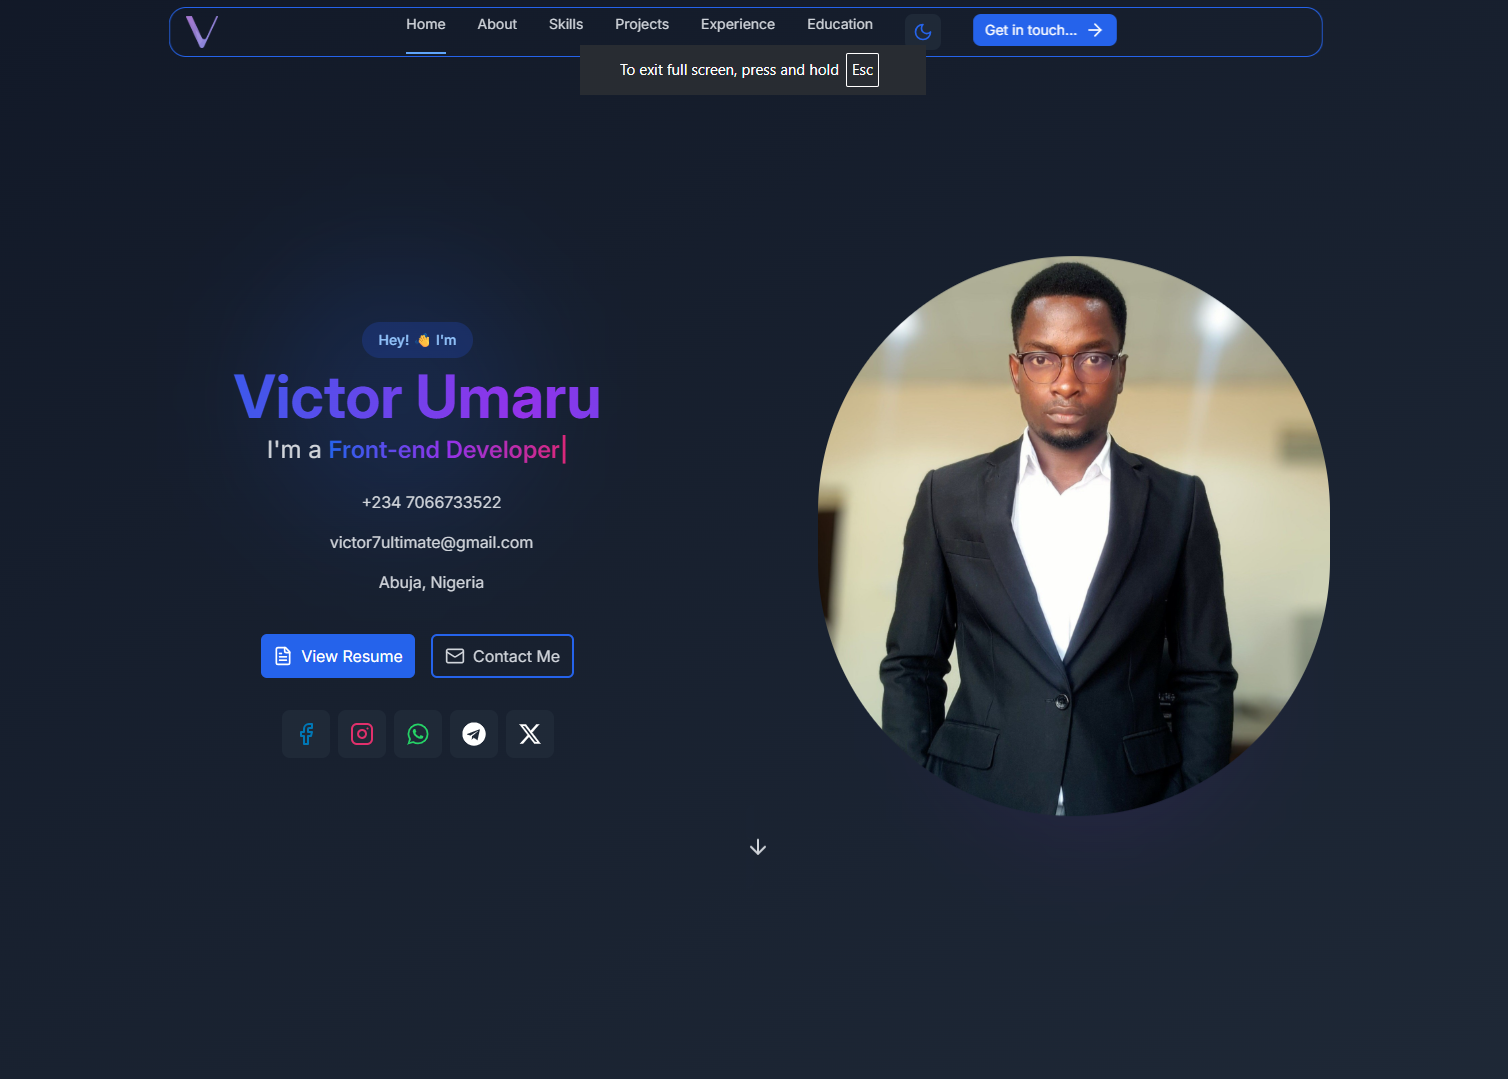 V
Home About Skills Projects Experience Education Get in touch...
To exit full screen, press and hold Esc
Hey! 👋 I'm
Victor Umaru
I'm a Front-end Developer|
+234 7066733522
victor7ultimate@gmail.com
Abuja, Nigeria
View Resume Contact Me